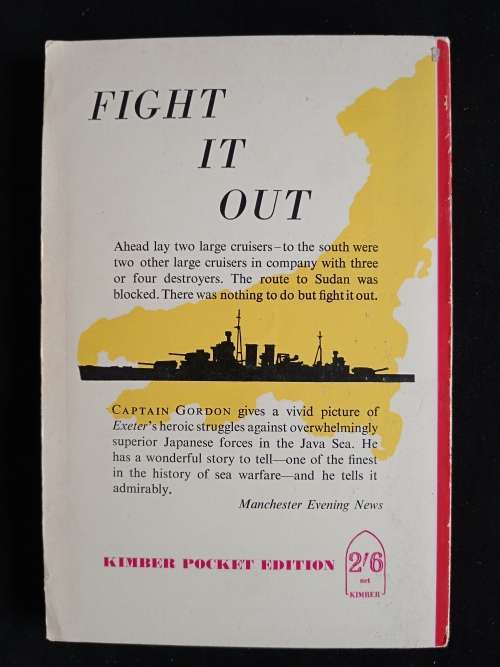 FIGHT
IT
OUT
Ahead lay two large cruisers–to the south were
two other large cruisers in company with three
or four destroyers. The route to Sudan was
blocked. There was nothing to do but fight it out.
CAPTAIN GORDON gives a vivid picture of
Exeter's heroic struggles against overwhelmingly
superior Japanese forces in the Java Sea. He
has a wonderful story to tell—one of the finest
in the history of sea warfare—and he tells it
admirably.
Manchester Evening News
KIMBER POCKET EDITION
2'6
net
KIMBER